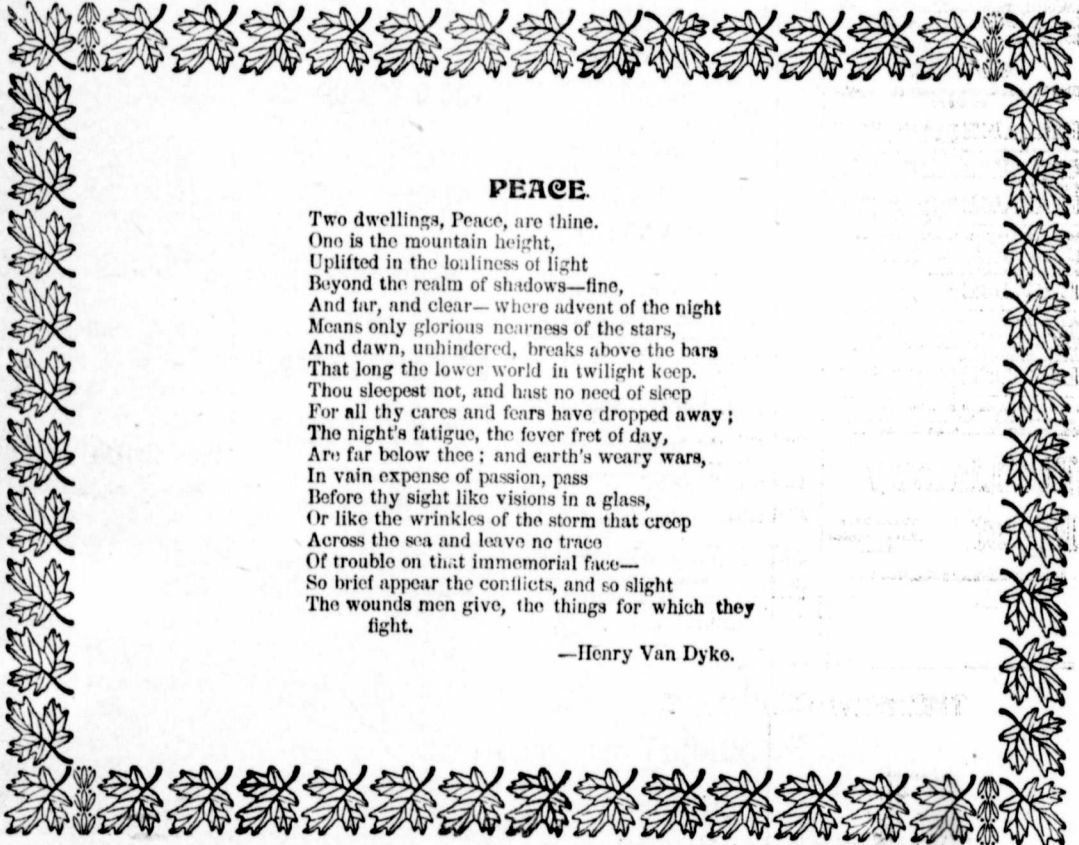 PEACE.
Two dwellings, Peace, are thine.
One is the mountain height,
Uplifted in the loaliness of light
Beyond the realm of shadows—fine,
And far, and clear— where advent of the night
Means only glorious nearness of the stars,
And dawn, unhindered, breaks above the bars
That long the lower world in twilight keep.
Thou sleepest not, and hast no need of sleep
For all thy cares and fears have dropped away ;
The night's fatigue, the fever fret of day,
Are far below thee ; and earth's weary wars,
In vain expense of passion, pass
Before thy sight like visions in a glass,
Or like the wrinkles of the storm that creep
Across the sea and leave no trace
Of trouble on that immemorial face—
So brief appear the conflicts, and so slight
The wounds men give, the things for which they
fight.
—Henry Van Dyke.